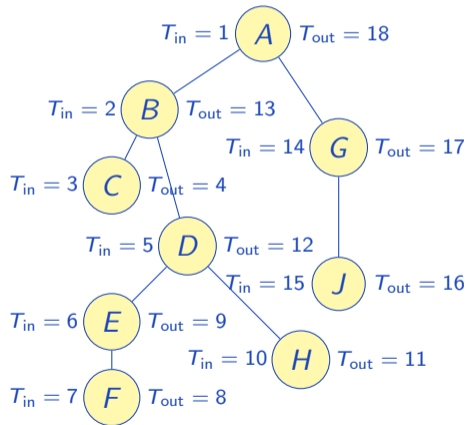 T_in = 1 A T_out = 18
T_in = 2 B T_out = 13
T_in = 14 G T_out = 17
T_in = 3 C T_out = 4
T_in = 5 D T_out = 12
T_in = 15 J T_out = 16
T_in = 6 E T_out = 9
T_in = 10 H T_out = 11
T_in = 7 F T_out = 8